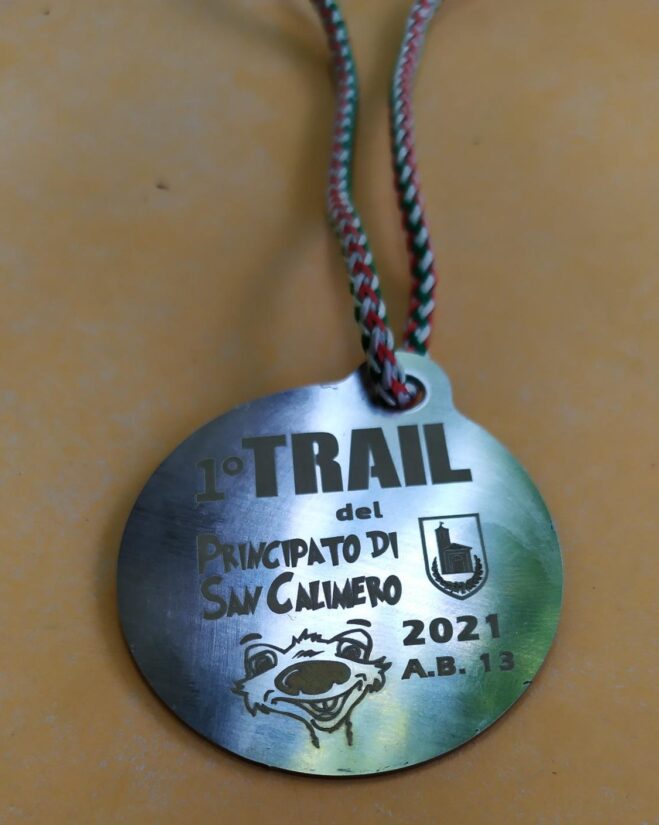 1° TRAIL
del
PRINCIPATO DI
SAN CALIMERO
2021
A.B. 13